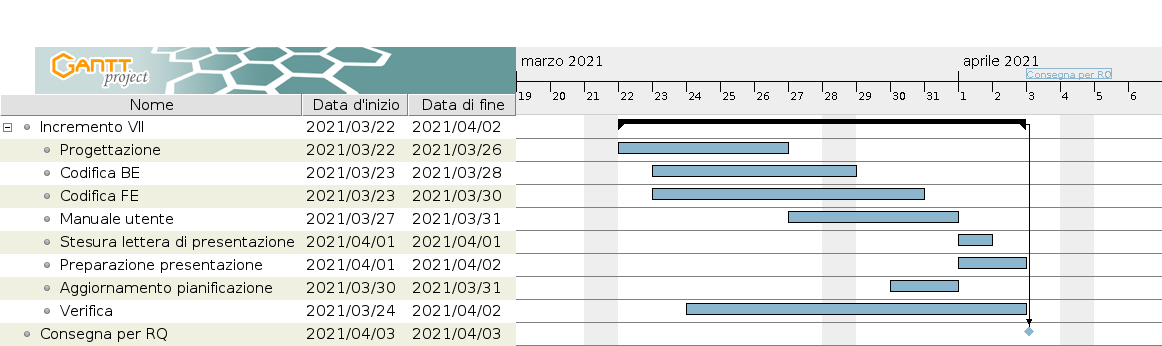 GANTT
project
marzo 2021
aprile 2021
Consegna per RQ
19 20 21 22 23 24 25 26 27 28 29 30 31 1 2 3 4 5 6
Nome Data d'inizio Data di fine
Incremento VII 2021/03/22 2021/04/02
Progettazione 2021/03/22 2021/03/26
Codifica BE 2021/03/23 2021/03/28
Codifica FE 2021/03/23 2021/03/30
Manuale utente 2021/03/27 2021/03/31
Stesura lettera di presentazione 2021/04/01 2021/04/01
Preparazione presentazione 2021/04/01 2021/04/02
Aggiornamento pianificazione 2021/03/30 2021/03/31
Verifica 2021/03/24 2021/04/02
Consegna per RQ 2021/04/03 2021/04/03